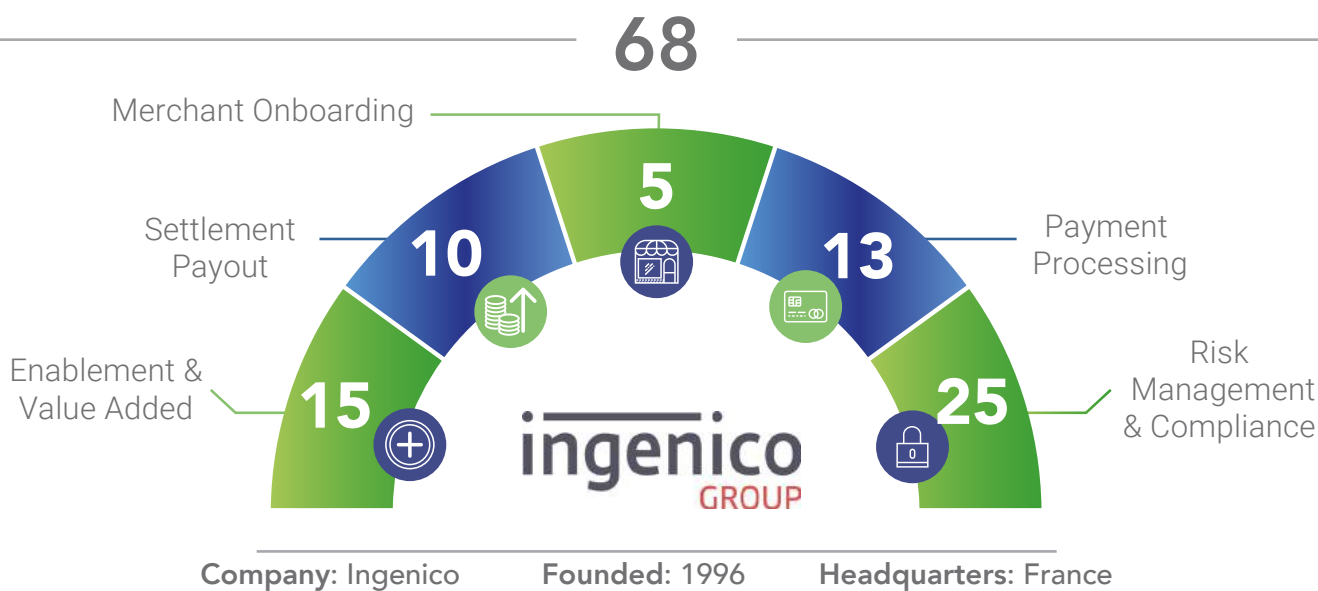 68
Merchant Onboarding
5
Settlement
Payout
10
13
Payment
Processing
Enablement &
Value Added
15
25
Risk
Management
& Compliance
0
ingenico
GROUP
Company: Ingenico Founded: 1996 Headquarters: France